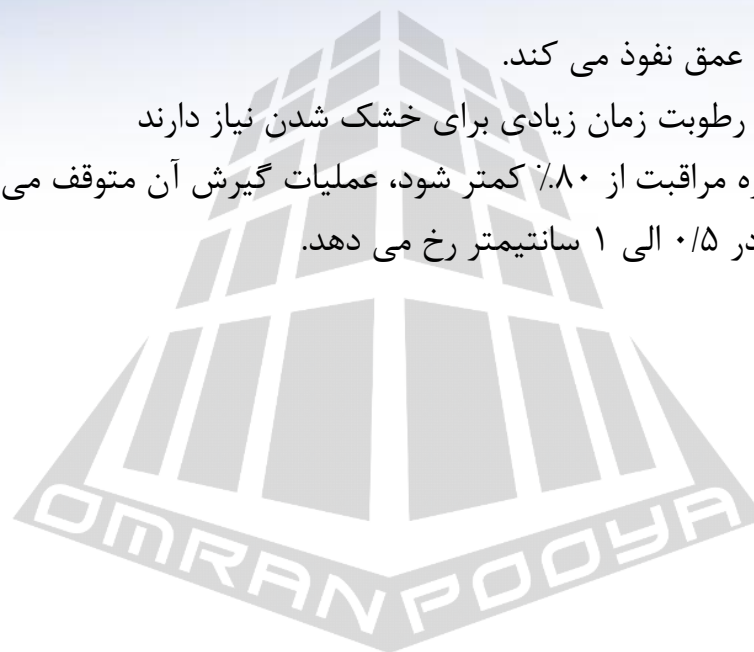 عمق نفوذ می کند.
رطوبت زمان زیادی برای خشک شدن نیاز دارند
ره مراقبت از ۸۰٪ کمتر شود، عملیات گیرش آن متوقف می
در ۰/۵ الی ۱ سانتیمتر رخ می دهد.
OMRANPOOYA